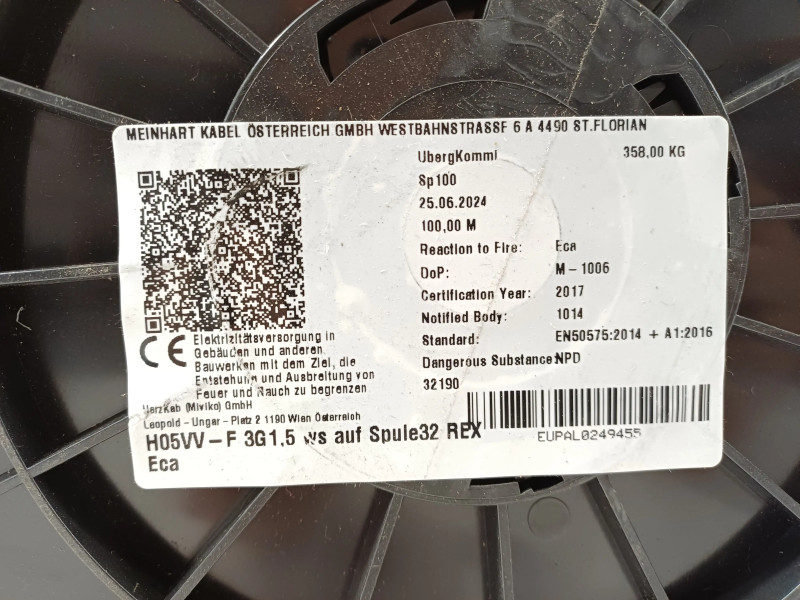 MEINHART KABEL ÖSTERREICH GMBH WESTBAHNSTRASSE 6 A 4490 ST.FLORIAN
UbergKomml 358,00 KG
Sp100
25.06.2024
100,00 M
Reaction to Fire: Eca
DoP: M-1006
Certification Year: 2017
Notified Body: 1014
Standard: EN50575:2014 + A1:2016
Dangerous Substance: NPD
32190
CE
Elektrizitätsversorgung in
Gebäuden und anderen
Bauwerken mit dem Ziel, die
Entstehung und Ausbreitung von
Feuer und Rauch zu begrenzen
HerzKab (Miviko) GmbH
Leopold-Ungar-Platz 2 1190 Wien Österreich
H05VV-F 3G1,5 ws auf Spule32 REX
Eca
EUPAL0249455